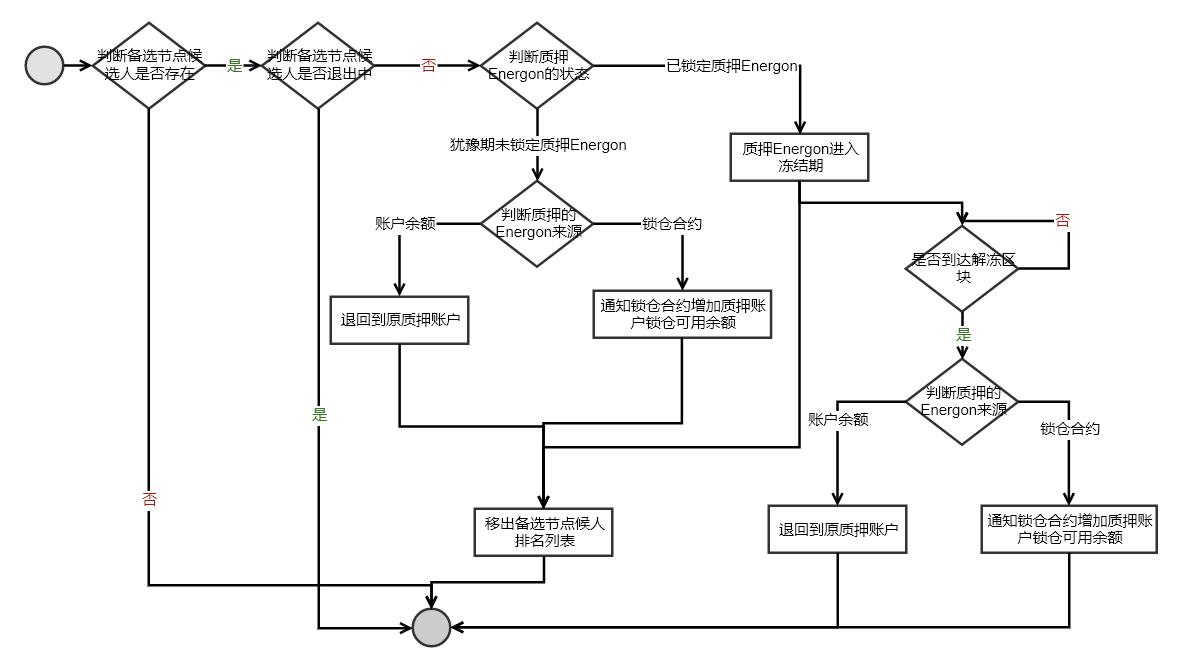 判断备选节点候
选人是否存在
是
判断备选节点候
选人是否退出中
否
判断质押
Energon的状态
已锁定质押Energon
犹豫期未锁定质押Energon
质押Energon进入
冻结期
账户余额
判断质押的
Energon来源
锁仓合约
否
是否到达解冻区
块
退回到原质押账户
通知锁仓合约增加质押账
户锁仓可用余额
是
判断质押的
Energon来源
是
账户余额
锁仓合约
否
移出备选节点候人
排名列表
退回到原质押账户
通知锁仓合约增加质押账
户锁仓可用余额